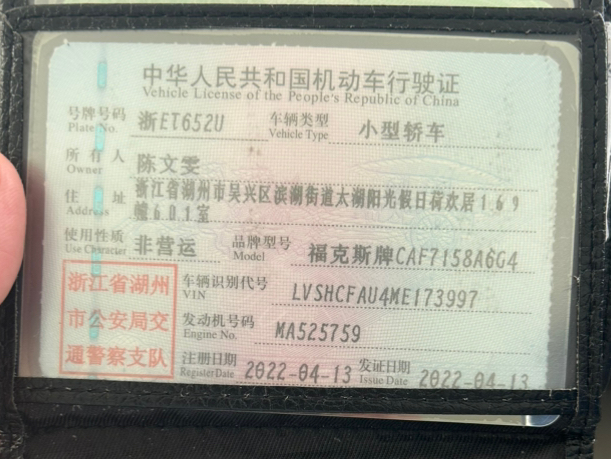 中华人民共和国机动车行驶证
Vehicle License of the People's Republic of China
号牌号码 浙ET652U 车辆类型 小型轿车
Plate No. Vehicle Type
所有人 陈文雯
Owner
住址 浙江省湖州市吴兴区滨湖街道太湖阳光假日荷欢居169
Address 幢601室
使用性质 非营运 品牌型号 福克斯牌CAF7158A6G4
Use Character Model
浙江省湖州
市公安局交
通警察支队
车辆识别代号 LVSHCFAU4ME173997
VIN
发动机号码 MA525759
Engine No.
注册日期 2022-04-13 发证日期 2022-04-13
Register Date Issue Date